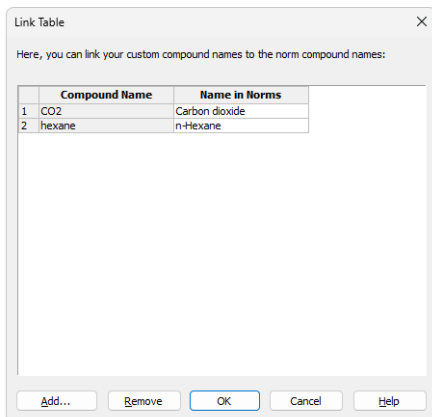 Link Table
Here, you can link your custom compound names to the norm compound names:
Compound Name Name in Norms
1 CO2 Carbon dioxide
2 hexane n-Hexane
Add... Remove OK Cancel Help